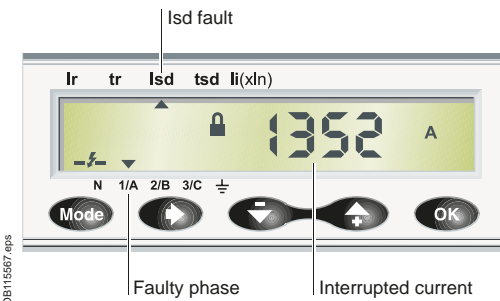 Isd fault
Ir tr Isd tsd Ii(xIn)
1352 A
N 1/A 2/B 3/C
Mode OK
Faulty phase Interrupted current
DB115567.eps